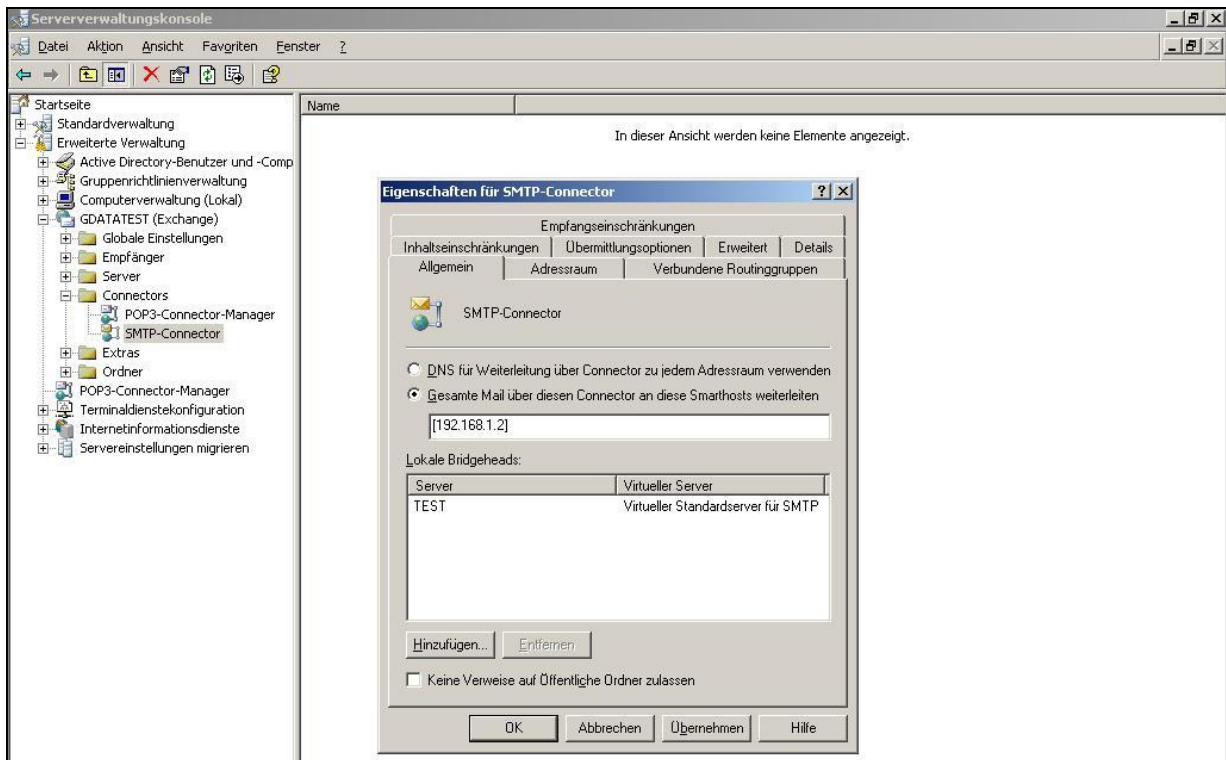 Serververwaltungskonsole
Datei Aktion Ansicht Favoriten Fenster ?
Startseite
Standardverwaltung
Erweiterte Verwaltung
Active Directory-Benutzer und -Comp
Gruppenrichtlinienverwaltung
Computerverwaltung (Lokal)
GDATATEST (Exchange)
Globale Einstellungen
Empfänger
Server
Connectors
POP3-Connector-Manager
SMTP-Connector
Extras
Ordner
POP3-Connector-Manager
Terminaldienstekonfiguration
Internetinformationsdienste
Servereinstellungen migrieren
Name
In dieser Ansicht werden keine Elemente angezeigt.
Eigenschaften für SMTP-Connector
Empfangseinschränkungen
Inhaltseinschränkungen Übermittlungsoptionen Erweitert Details
Allgemein Adressraum Verbundene Routinggruppen
SMTP-Connector
DNS für Weiterleitung über Connector zu jedem Adressraum verwenden
Gesamte Mail über diesen Connector an diese Smarthosts weiterleiten
[192.168.1.2]
Lokale Bridgeheads:
Server Virtueller Server
TEST Virtueller Standardserver für SMTP
Hinzufügen... Entfernen
Keine Verweise auf Öffentliche Ordner zulassen
OK Abbrechen Übernehmen Hilfe